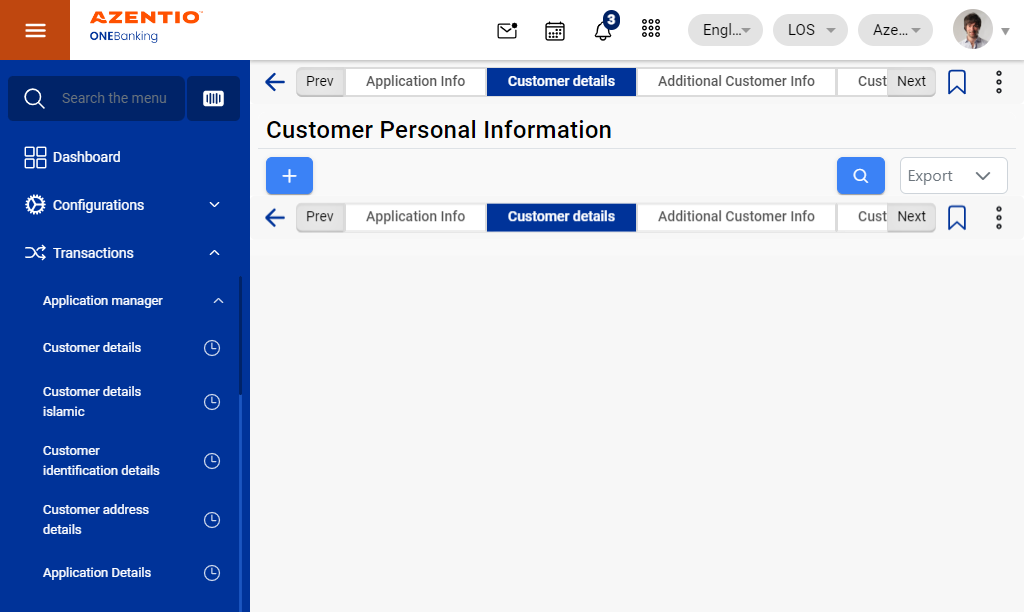 AZENTIO
ONEBanking
3
Engl...
LOS
Aze...
Search the menu
Dashboard
Configurations
Transactions
Application manager
Customer details
Customer details
islamic
Customer
identification details
Customer address
details
Application Details
Prev
Application Info
Customer details
Additional Customer Info
Cust
Next
Customer Personal Information
Export
Prev
Application Info
Customer details
Additional Customer Info
Cust
Next